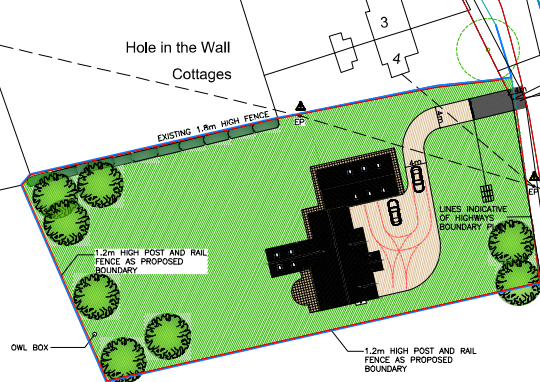 Hole in the Wall
Cottages
3
4
EXISTING 1.8m HIGH FENCE
EP
4m
4m
EP
LINES INDICATIVE
OF HIGHWAYS
BOUNDARY
1.2m HIGH POST AND RAIL
FENCE AS PROPOSED
BOUNDARY
OWL BOX
1.2m HIGH POST AND RAIL
FENCE AS PROPOSED
BOUNDARY